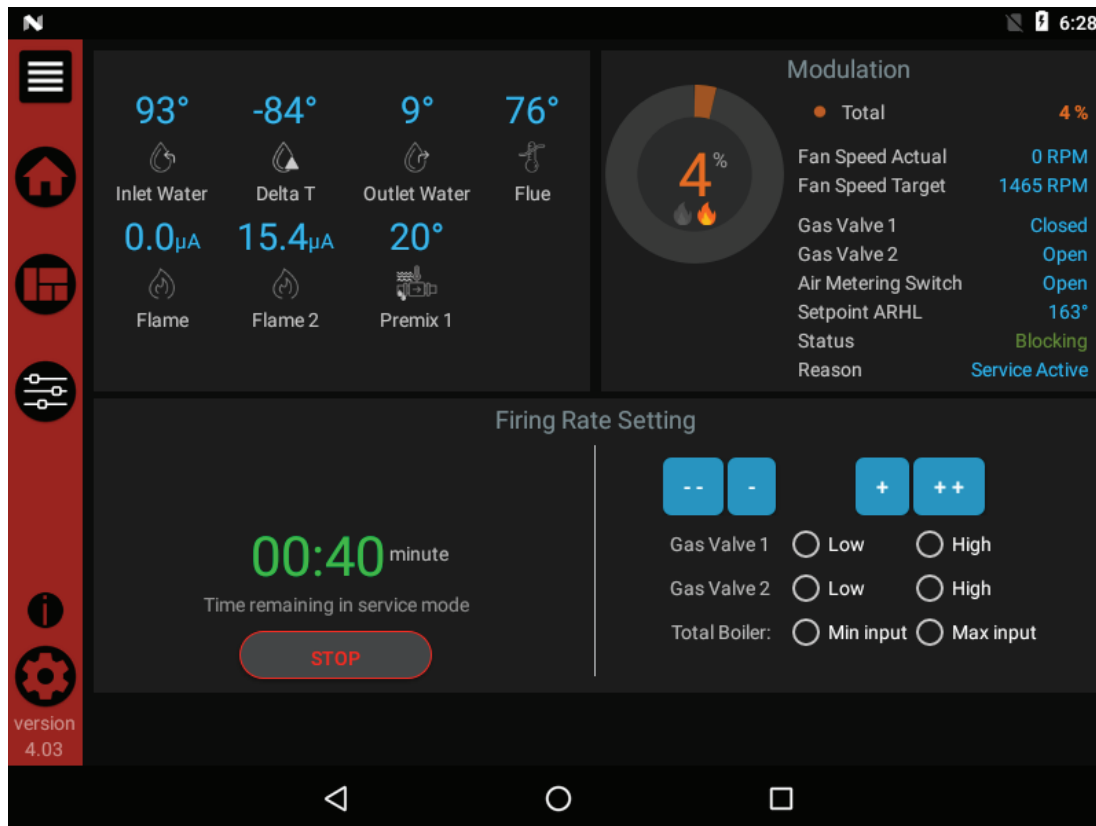 6:28
93° -84° 9° 76°
Inlet Water Delta T Outlet Water Flue
0.0µA 15.4µA 20°
Flame Flame 2 Premix 1
Modulation
Total 4 %
4 %
Fan Speed Actual 0 RPM
Fan Speed Target 1465 RPM
Gas Valve 1 Closed
Gas Valve 2 Open
Air Metering Switch Open
Setpoint ARHL 163°
Status Blocking
Reason Service Active
Firing Rate Setting
00:40 minute
Time remaining in service mode
STOP
-- - + ++
Gas Valve 1 Low High
Gas Valve 2 Low High
Total Boiler: Min input Max input
i
version
4.03